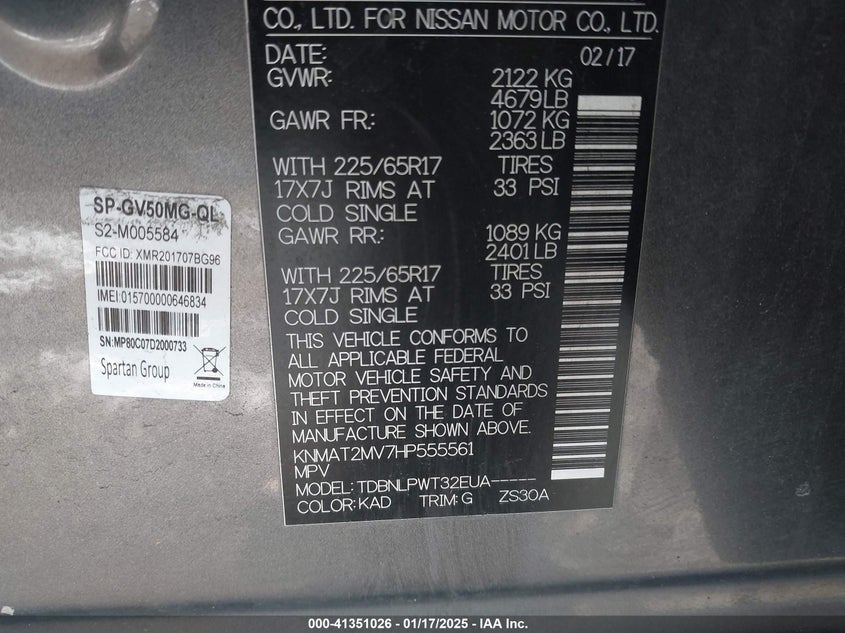 CO., LTD. FOR NISSAN MOTOR CO., LTD.
DATE: 02/17
GVWR: 2122 KG
4679LB
GAWR FR.: 1072 KG
2363LB
WITH 225/65R17 TIRES
17X7J RIMS AT 33 PSI
COLD SINGLE
GAWR RR.: 1089 KG
2401LB
WITH 225/65R17 TIRES
17X7J RIMS AT 33 PSI
COLD SINGLE
THIS VEHICLE CONFORMS TO
ALL APPLICABLE FEDERAL
MOTOR VEHICLE SAFETY AND
THEFT PREVENTION STANDARDS
IN EFFECT ON THE DATE OF
MANUFACTURE SHOWN ABOVE.
KNMAT2MV7HP555561
MPV
MODEL: TDBNLPWT32EUA-----
COLOR: KAD TRIM: G ZS30A
SP-GV50MG-QL
S2-M005584
FCC ID: XMR201707BG96
IMEI:015700000646834
SN:MP80C07D2000733
Spartan Group
Made in China
000-41351026 - 01/17/2025 - IAA Inc.